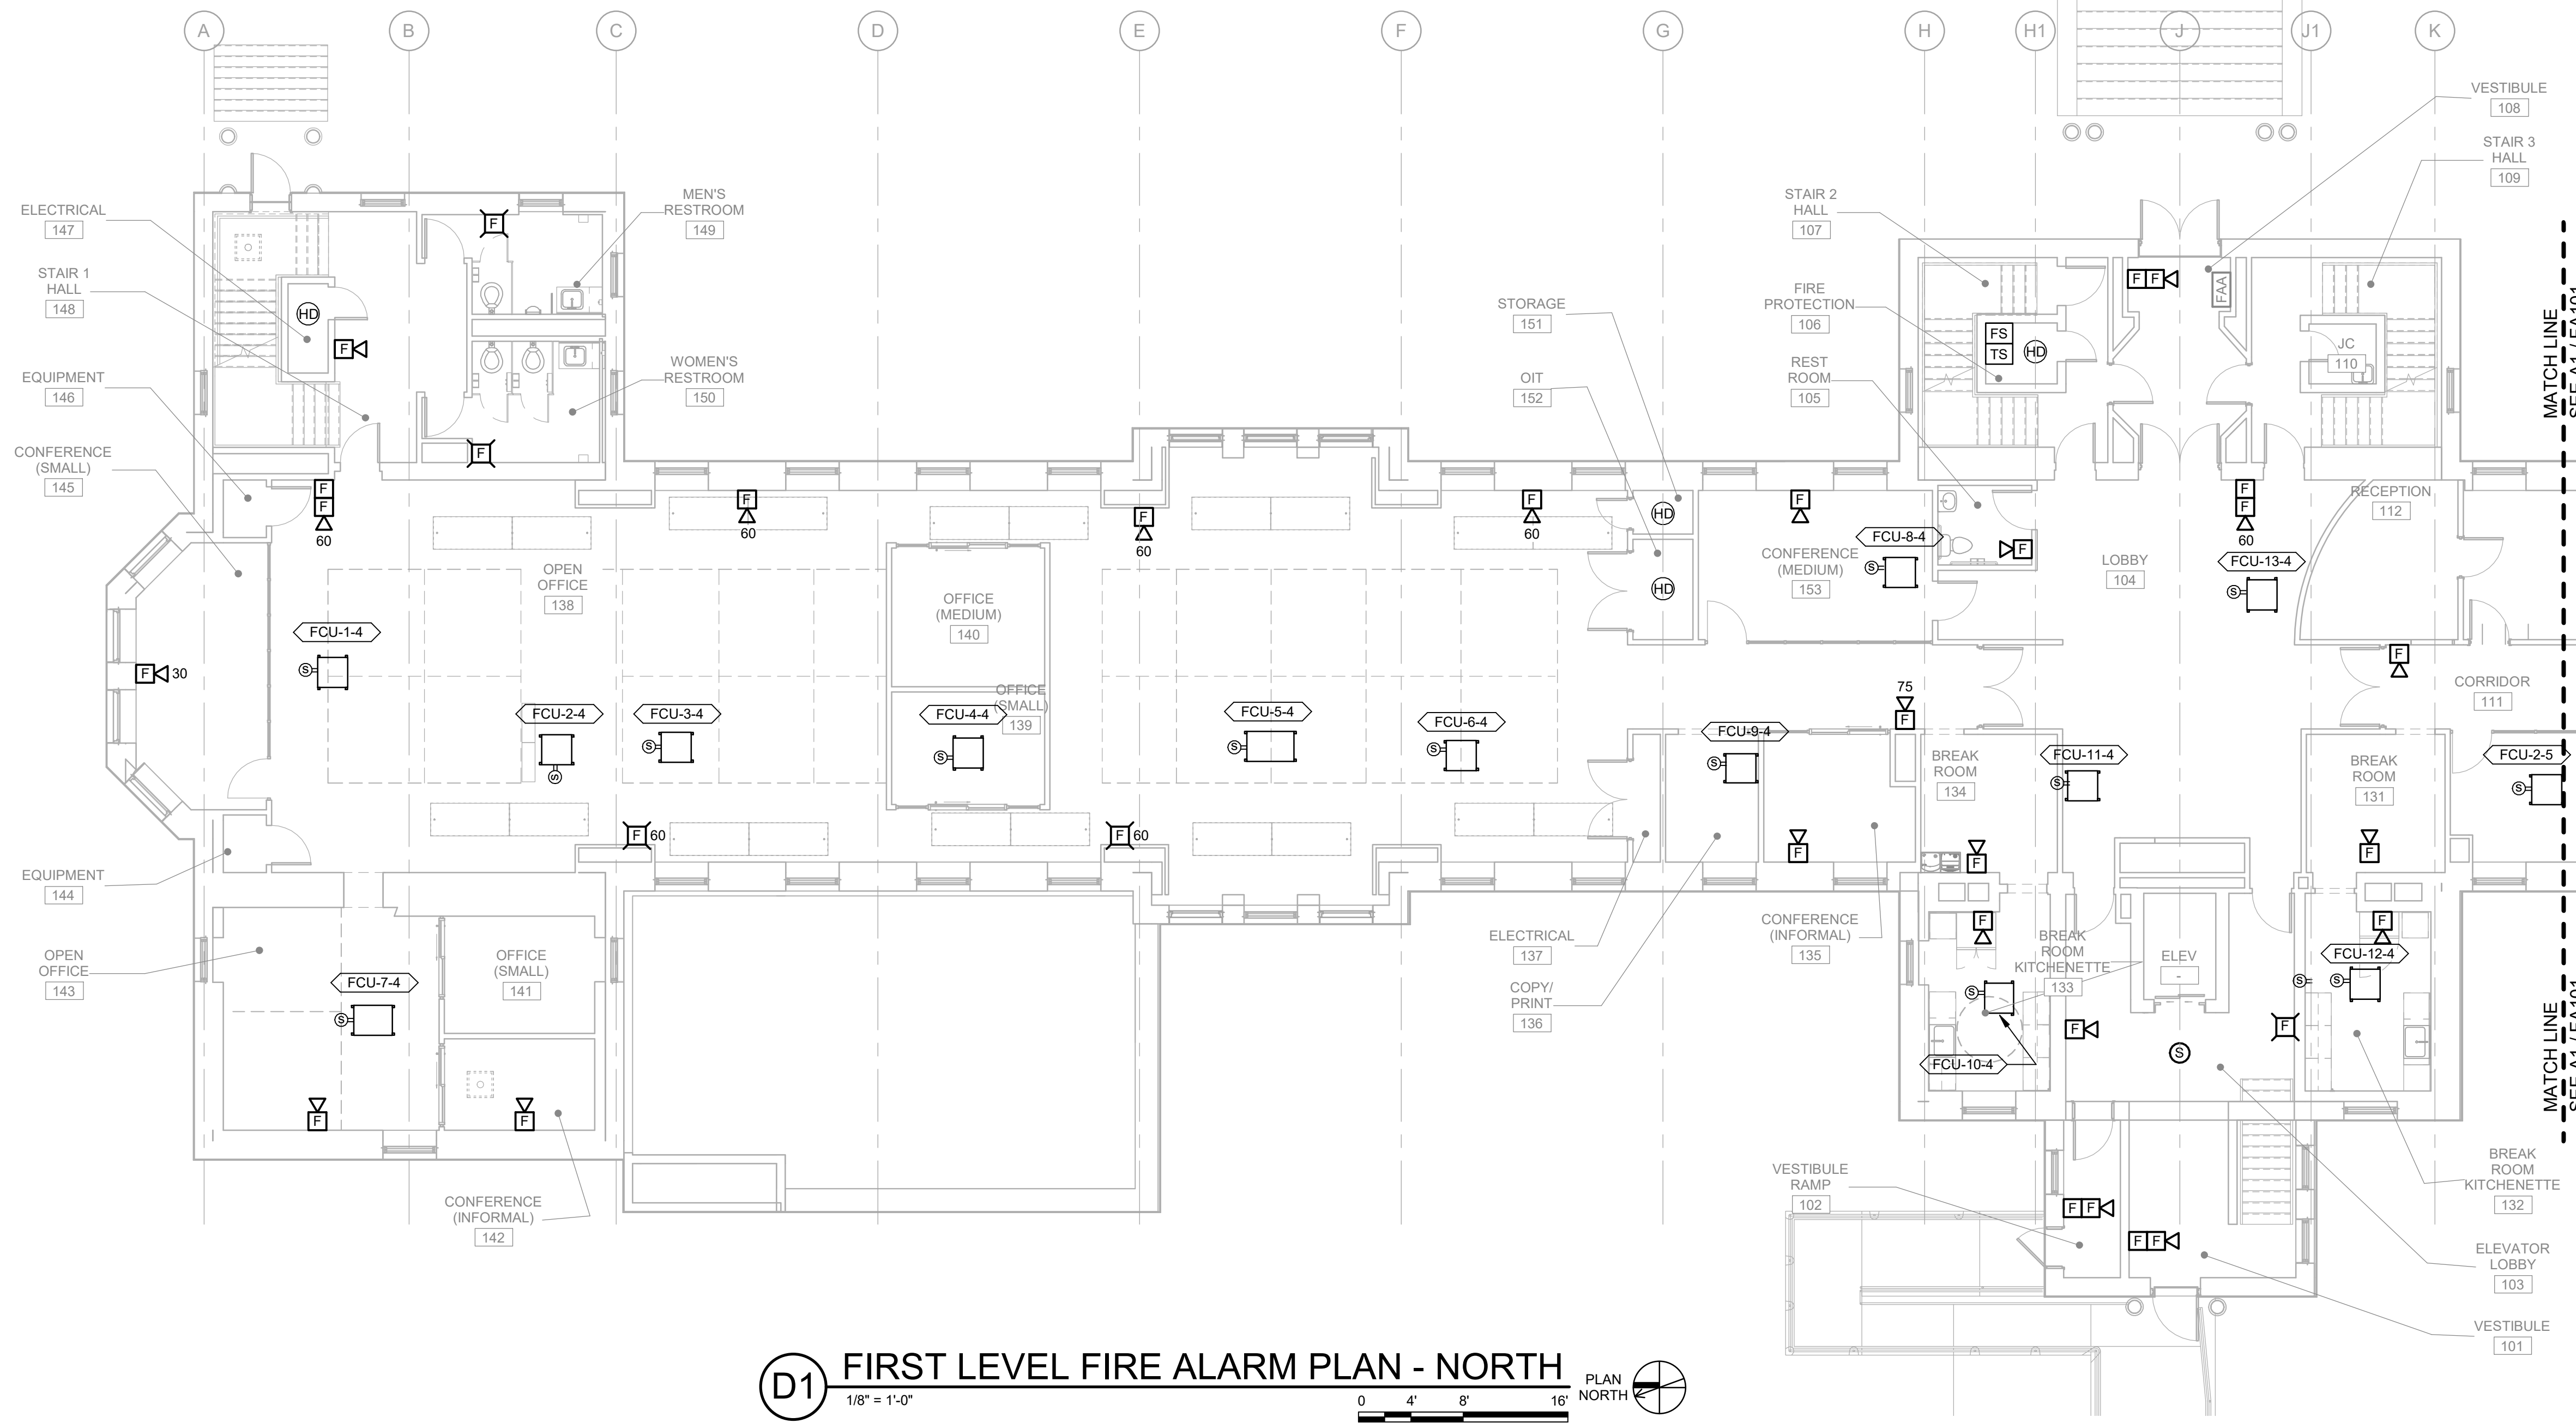 A
B
C
D
E
F
G
H
H1
J
J1
K
VESTIBULE
108
STAIR 3
HALL
109
STAIR 2
HALL
107
FIRE
PROTECTION
106
REST
ROOM
105
ELECTRICAL
147
STAIR 1
HALL
148
EQUIPMENT
146
CONFERENCE
(SMALL)
145
MEN'S
RESTROOM
149
WOMEN'S
RESTROOM
150
STORAGE
151
OIT
152
F
HD
F
F
F F
FAA
FS
TS
HD
JC
110
MATCH LINE
SEE A1 / FA101
F
F
60
F
60
F
60
F
60
HD
HD
F
F
F
F
60
RECEPTION
112
OPEN
OFFICE
138
OFFICE
(MEDIUM)
140
OFFICE
(SMALL)
139
CONFERENCE
(MEDIUM)
153
FCU-8-4
S
LOBBY
104
FCU-13-4
S
FCU-1-4
S
F 30
FCU-2-4
S
FCU-3-4
S
FCU-4-4
S
FCU-5-4
S
FCU-6-4
S
FCU-9-4
S
75
F
F
CORRIDOR
111
BREAK
ROOM
134
FCU-11-4
S
BREAK
ROOM
131
FCU-2-5
S
F 60
F 60
F
F
F
EQUIPMENT
144
OPEN
OFFICE
143
FCU-7-4
S
OFFICE
(SMALL)
141
F
F
CONFERENCE
(INFORMAL)
142
ELECTRICAL
137
COPY/
PRINT
136
CONFERENCE
(INFORMAL)
135
F
BREAK
ROOM
KITCHENETTE
133
S
FCU-10-4
ELEV
-
F
FCU-12-4
S
S
F
S
F
MATCH LINE
SEE A1 / FA101
VESTIBULE
RAMP
102
F F
F F
BREAK
ROOM
KITCHENETTE
132
ELEVATOR
LOBBY
103
VESTIBULE
101
D1
FIRST LEVEL FIRE ALARM PLAN - NORTH
1/8" = 1'-0"
0 4' 8' 16'
PLAN
NORTH